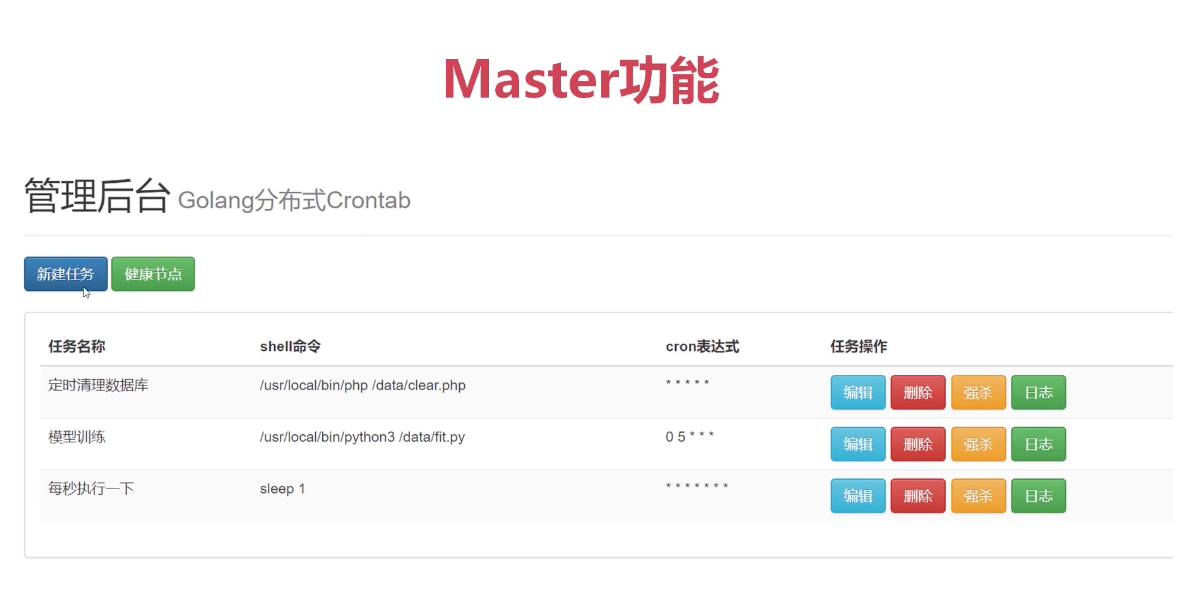 Master功能
管理后台 Golang分布式Crontab
新建任务 健康节点
任务名称 shell命令 cron表达式 任务操作
定时清理数据库 /usr/local/bin/php /data/clear.php * * * * * 编辑 删除 强杀 日志
模型训练 /usr/local/bin/python3 /data/fit.py 0 5 * * * 编辑 删除 强杀 日志
每秒执行一下 sleep 1 * * * * * * * 编辑 删除 强杀 日志